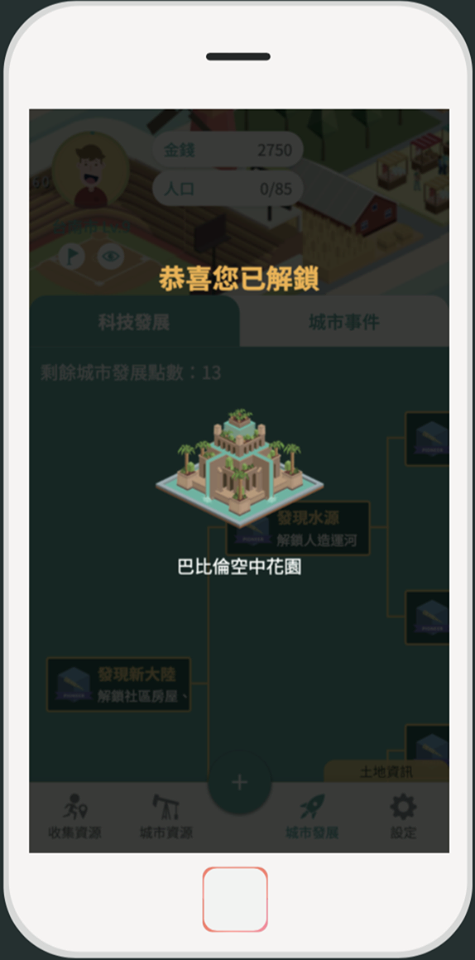 金錢 2750
人口 0/85
恭喜您已解鎖
科技發展 城市事件
剩餘城市發展點數：13
發現水源
解鎖人造運河
巴比倫空中花園
發現新大陸
解鎖社區房屋、
土地資訊
+
收集資源 城市資源 城市發展 設定